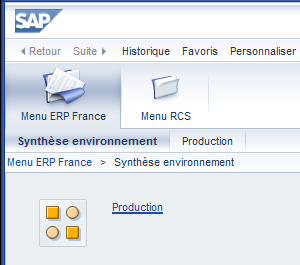 SAP
Retour Suite Historique Favoris Personnaliser
Menu ERP France Menu RCS
Synthèse environnement Production
Menu ERP France > Synthèse environnement
Production